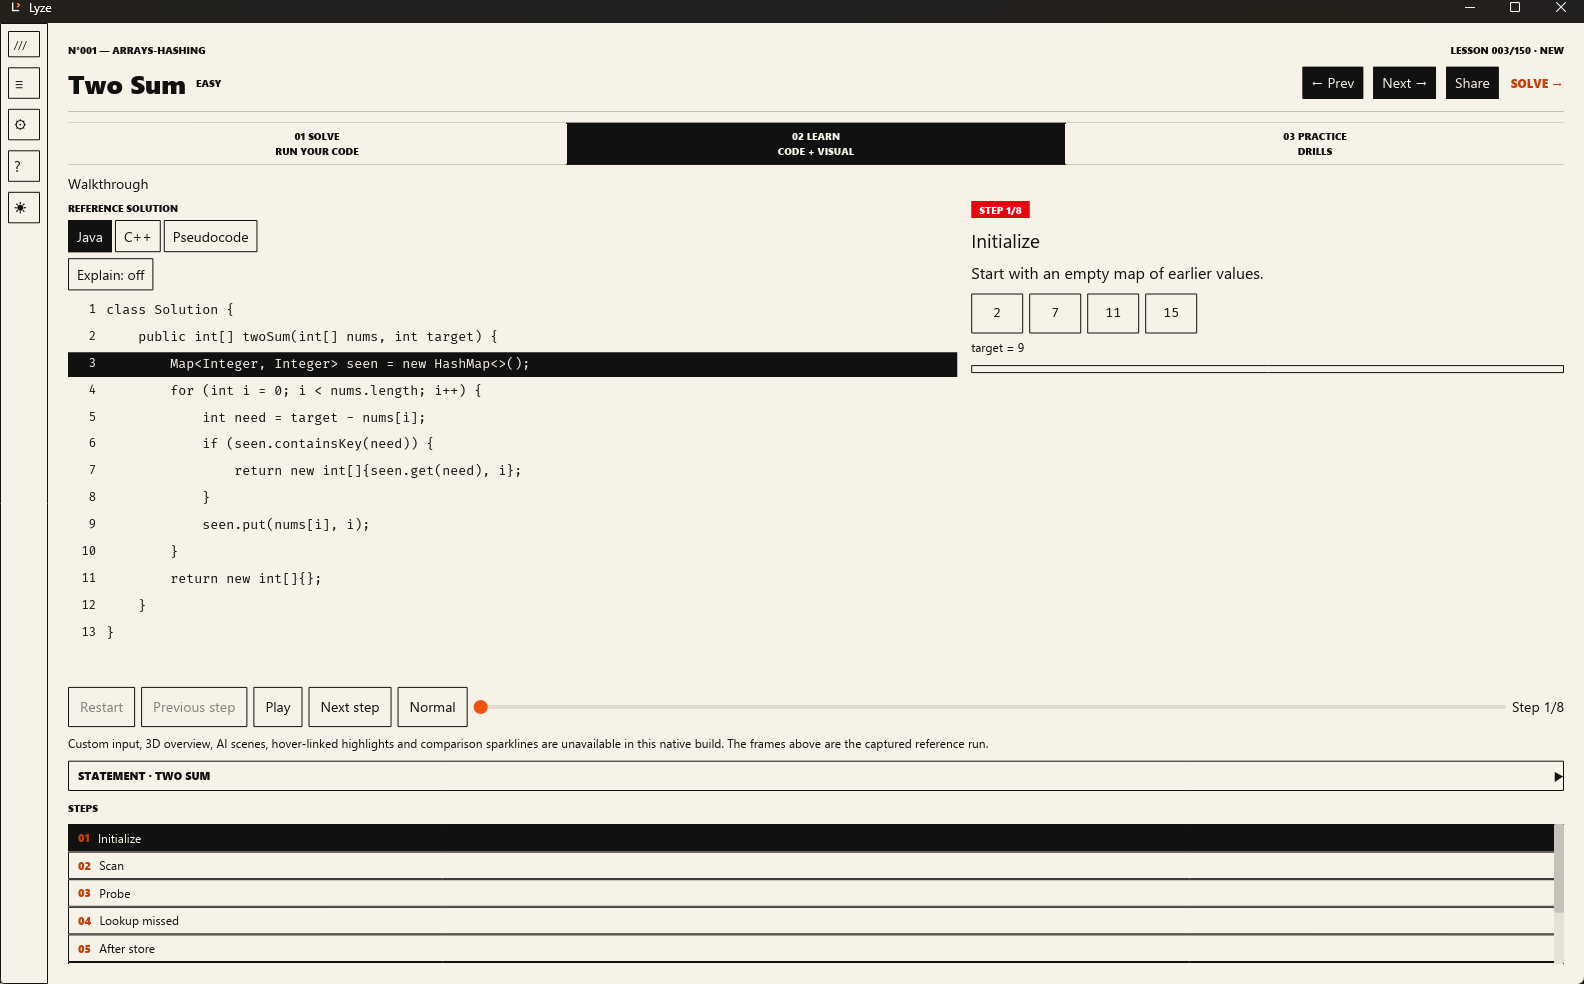 Lyze
N°001 — ARRAYS-HASHING
LESSON 003/150 · NEW
Two Sum EASY
← Prev
Next →
Share
SOLVE →
///
☰
⚙
?
☀
01 SOLVE
RUN YOUR CODE
02 LEARN
CODE + VISUAL
03 PRACTICE
DRILLS
Walkthrough
REFERENCE SOLUTION
Java
C++
Pseudocode
Explain: off
1 class Solution {
2     public int[] twoSum(int[] nums, int target) {
3         Map<Integer, Integer> seen = new HashMap<>();
4         for (int i = 0; i < nums.length; i++) {
5             int need = target - nums[i];
6             if (seen.containsKey(need)) {
7                 return new int[]{seen.get(need), i};
8             }
9             seen.put(nums[i], i);
10         }
11         return new int[]{};
12     }
13 }
STEP 1/8
Initialize
Start with an empty map of earlier values.
2 7 11 15
target = 9
Restart
Previous step
Play
Next step
Normal
Step 1/8
Custom input, 3D overview, AI scenes, hover-linked highlights and comparison sparklines are unavailable in this native build. The frames above are the captured reference run.
STATEMENT · TWO SUM
STEPS
01 Initialize
02 Scan
03 Probe
04 Lookup missed
05 After store